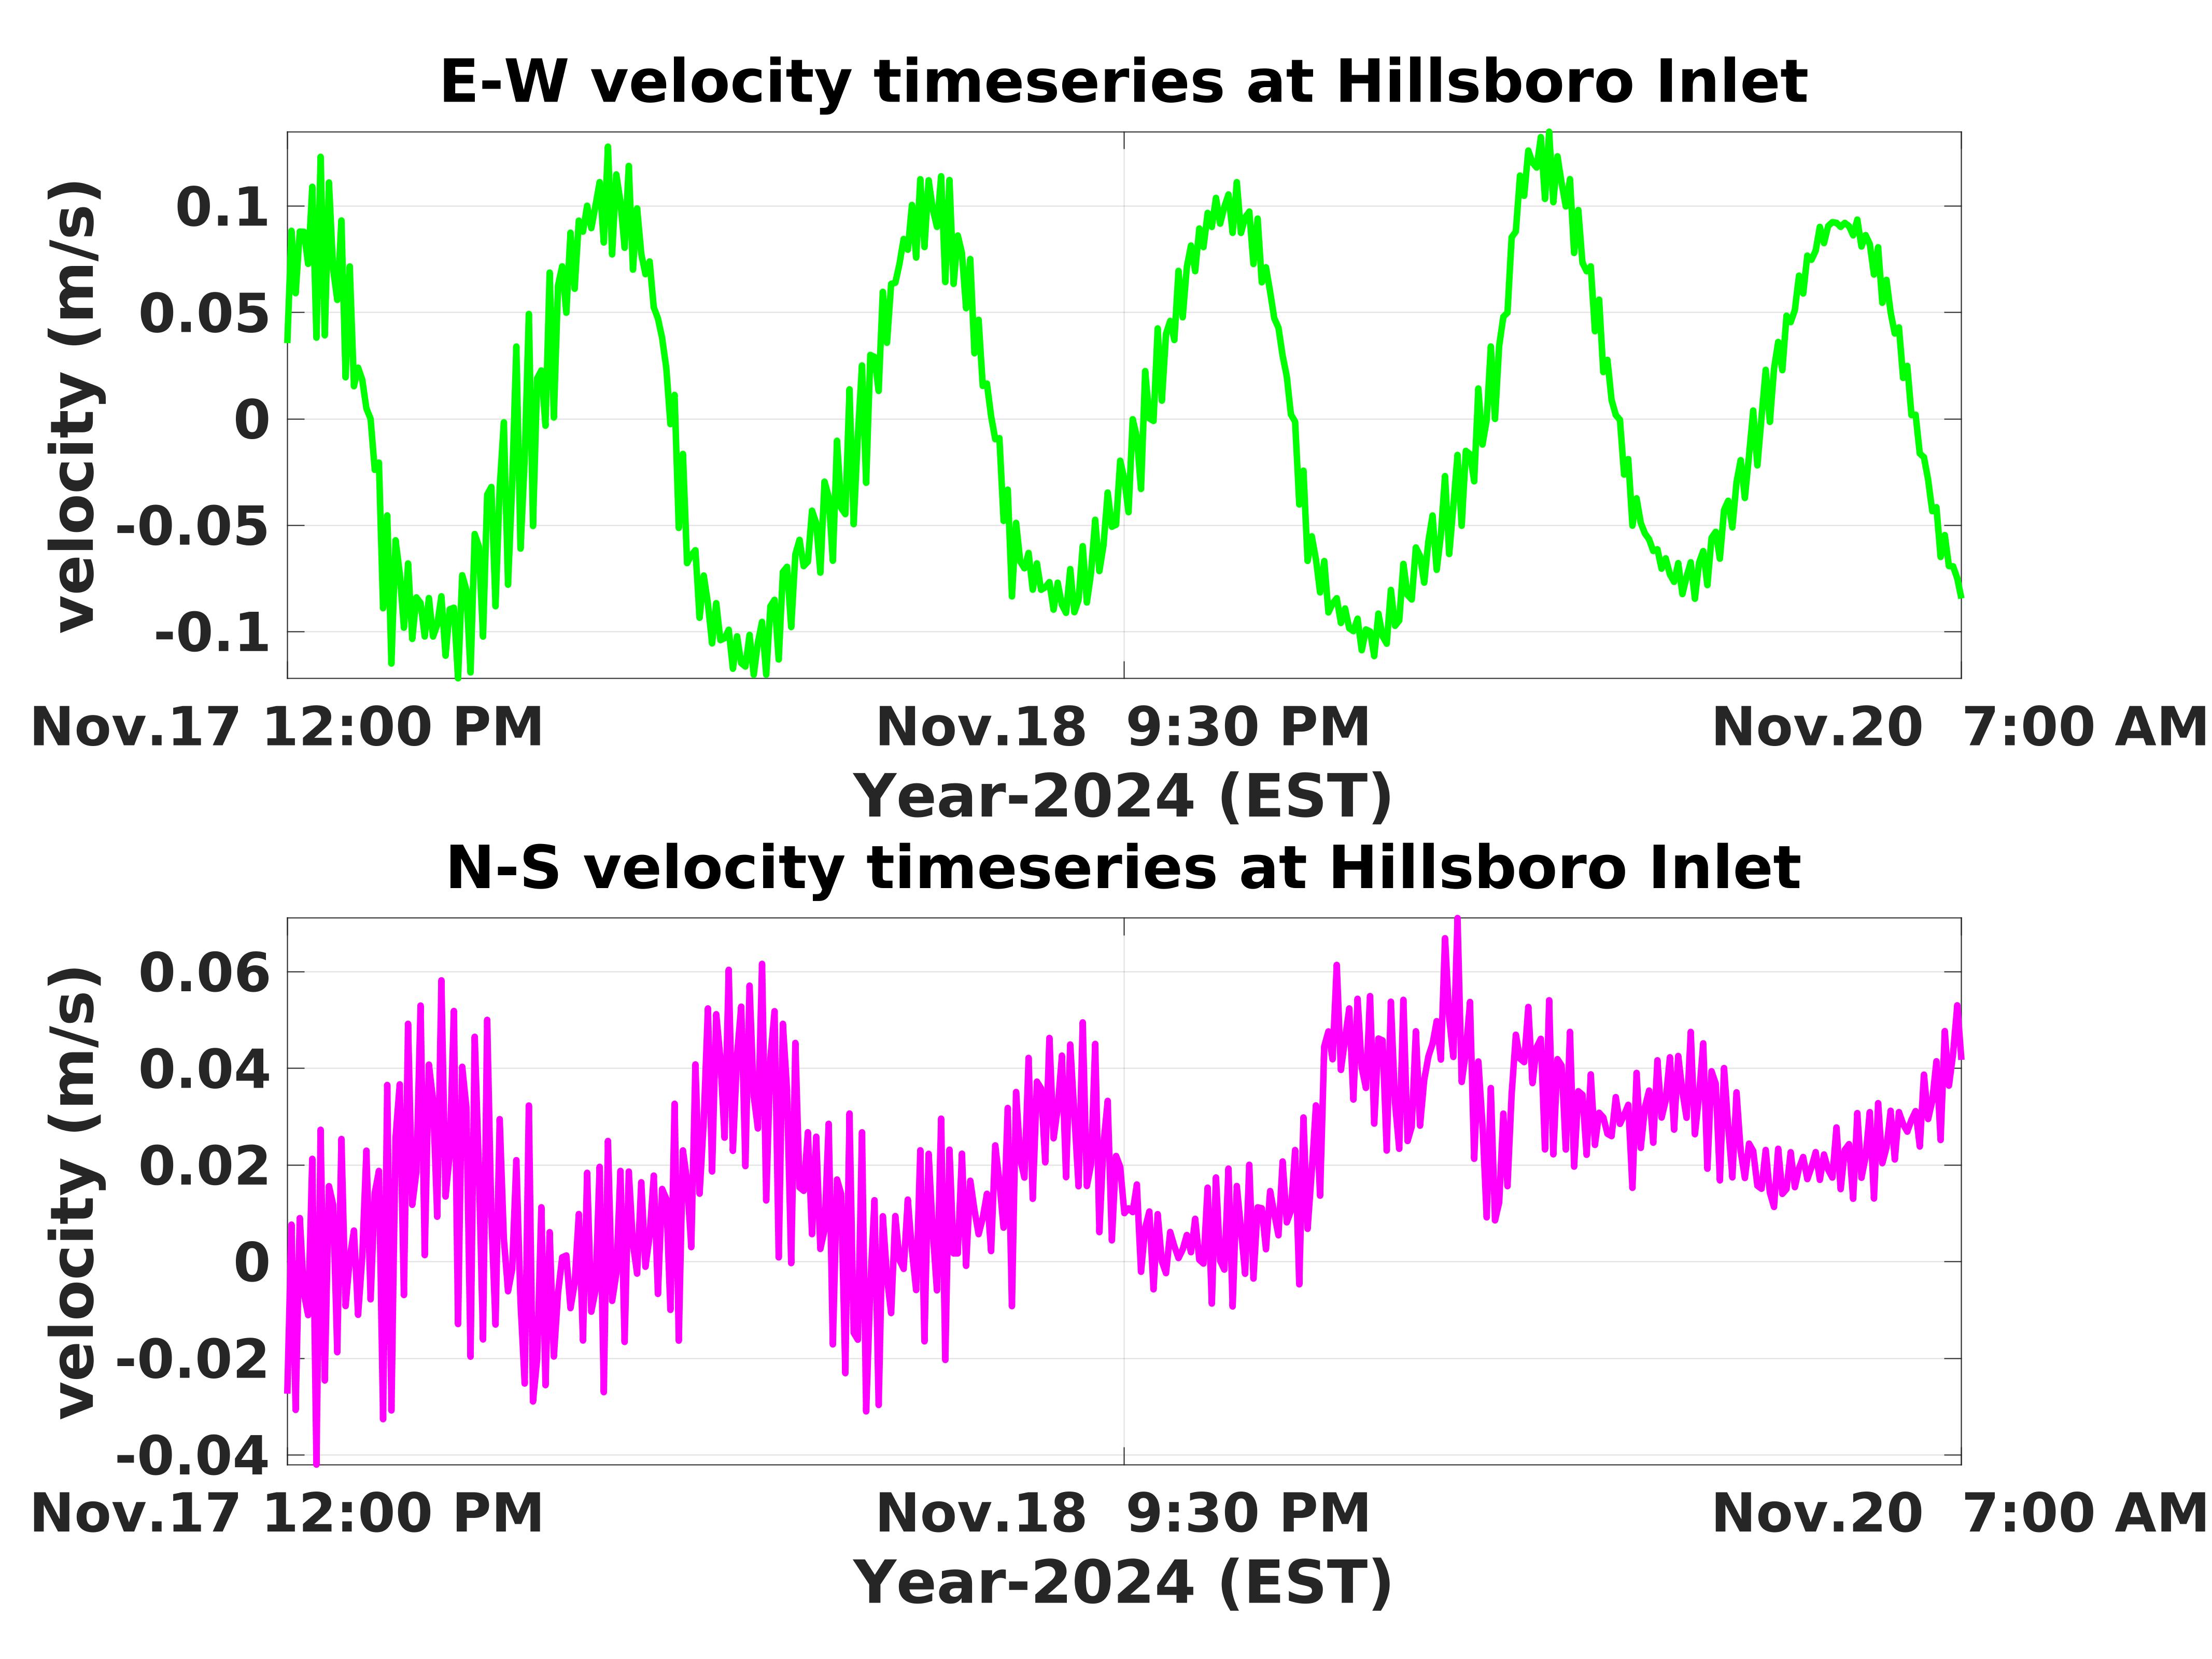 E-W velocity timeseries at Hillsboro Inlet
velocity (m/s)
0.1
0.05
0
-0.05
-0.1
Nov.17 12:00 PM
Nov.18  9:30 PM
Nov.20  7:00 AM
Year-2024 (EST)
N-S velocity timeseries at Hillsboro Inlet
velocity (m/s)
0.06
0.04
0.02
0
-0.02
-0.04
Nov.17 12:00 PM
Nov.18  9:30 PM
Nov.20  7:00 AM
Year-2024 (EST)